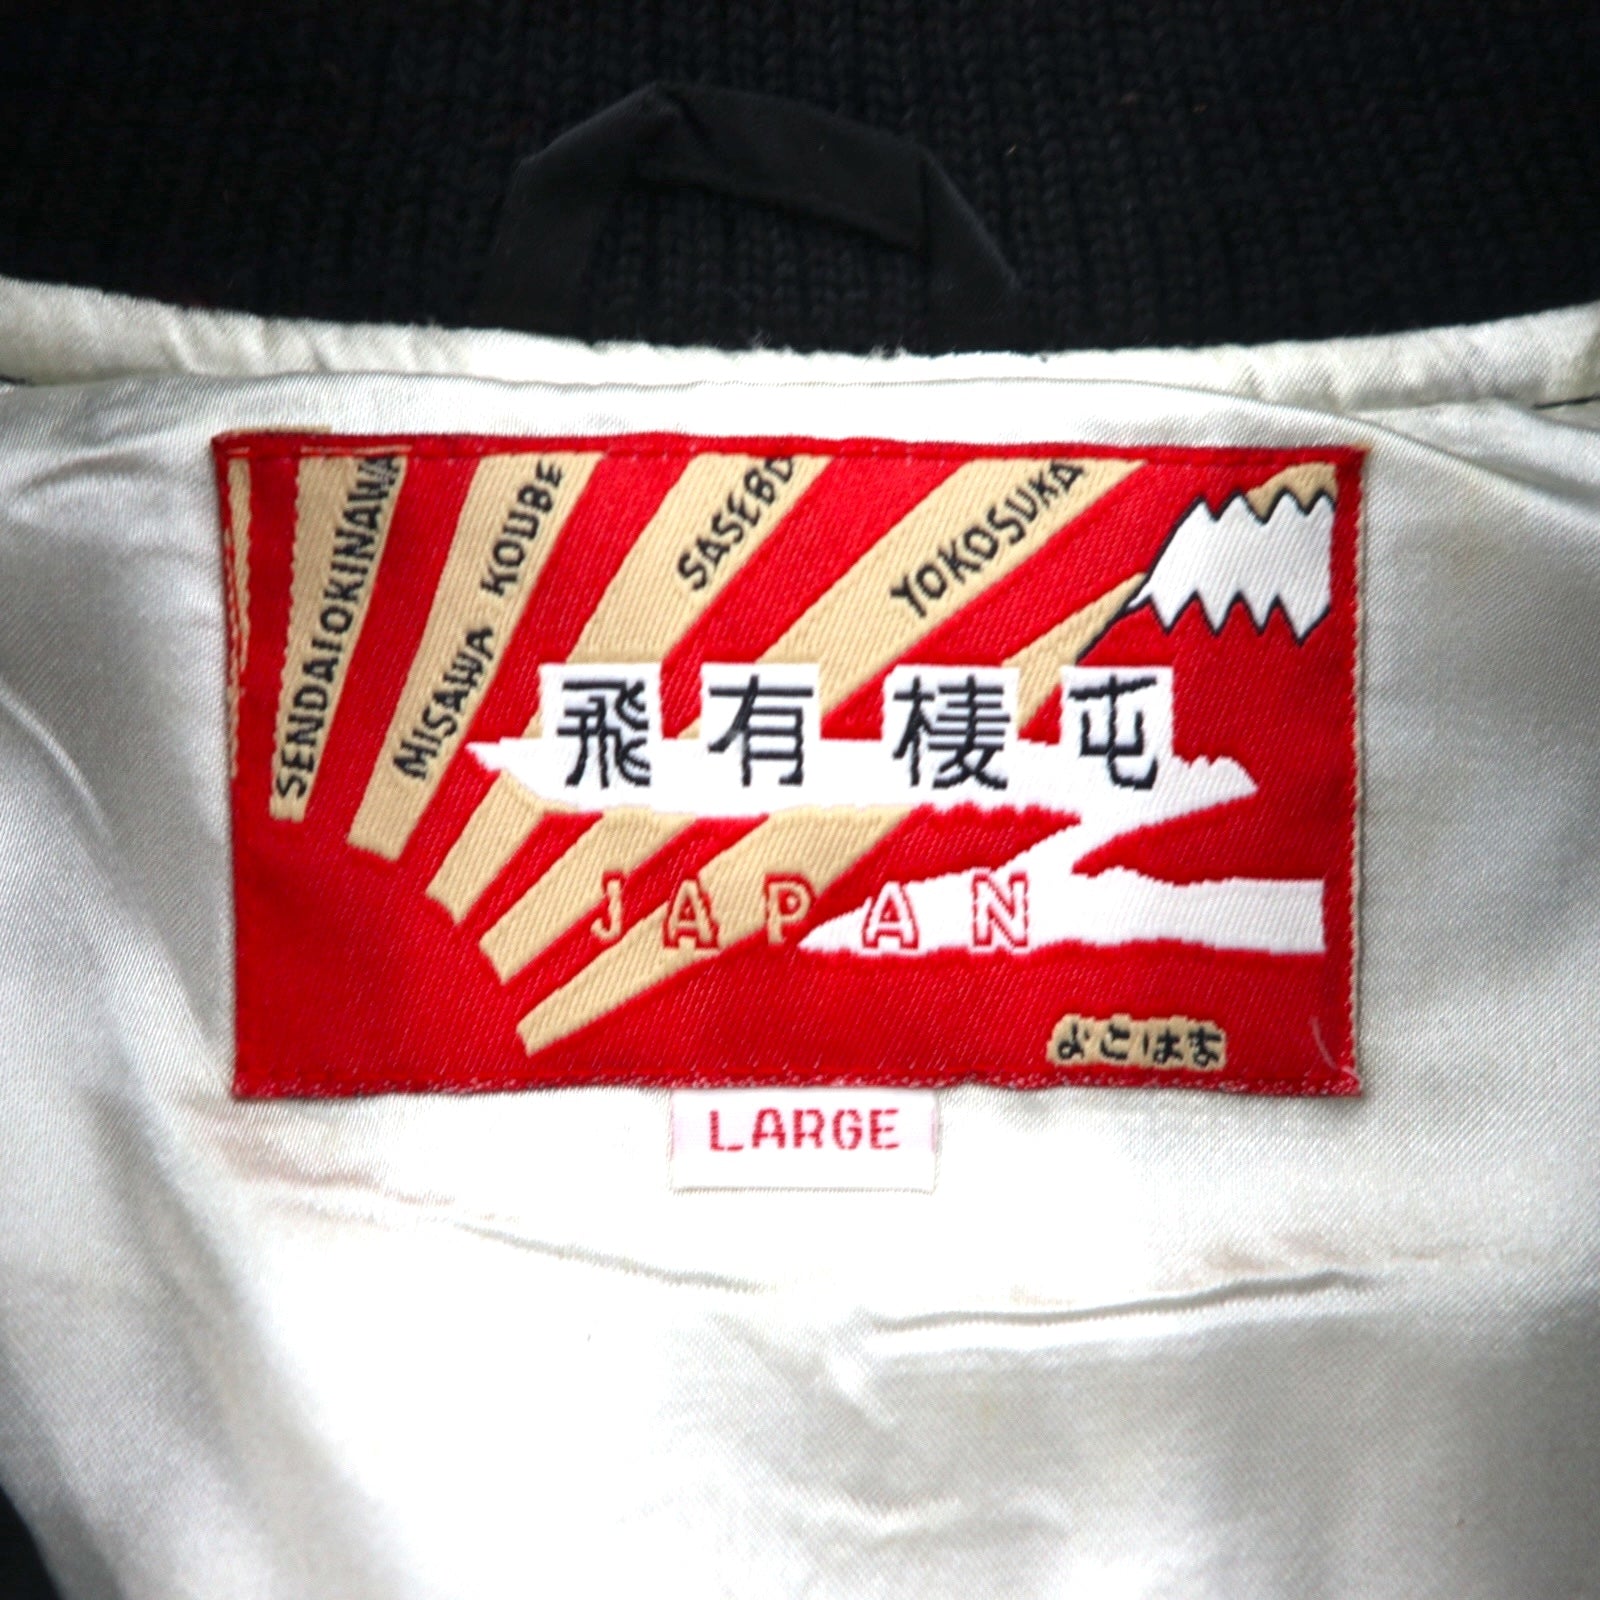 SENDAI OKINAWA
MISAWA KOUBE
SASEBO
YOKOSUKA
飛有棲屯
JAPAN
よこはま
LARGE